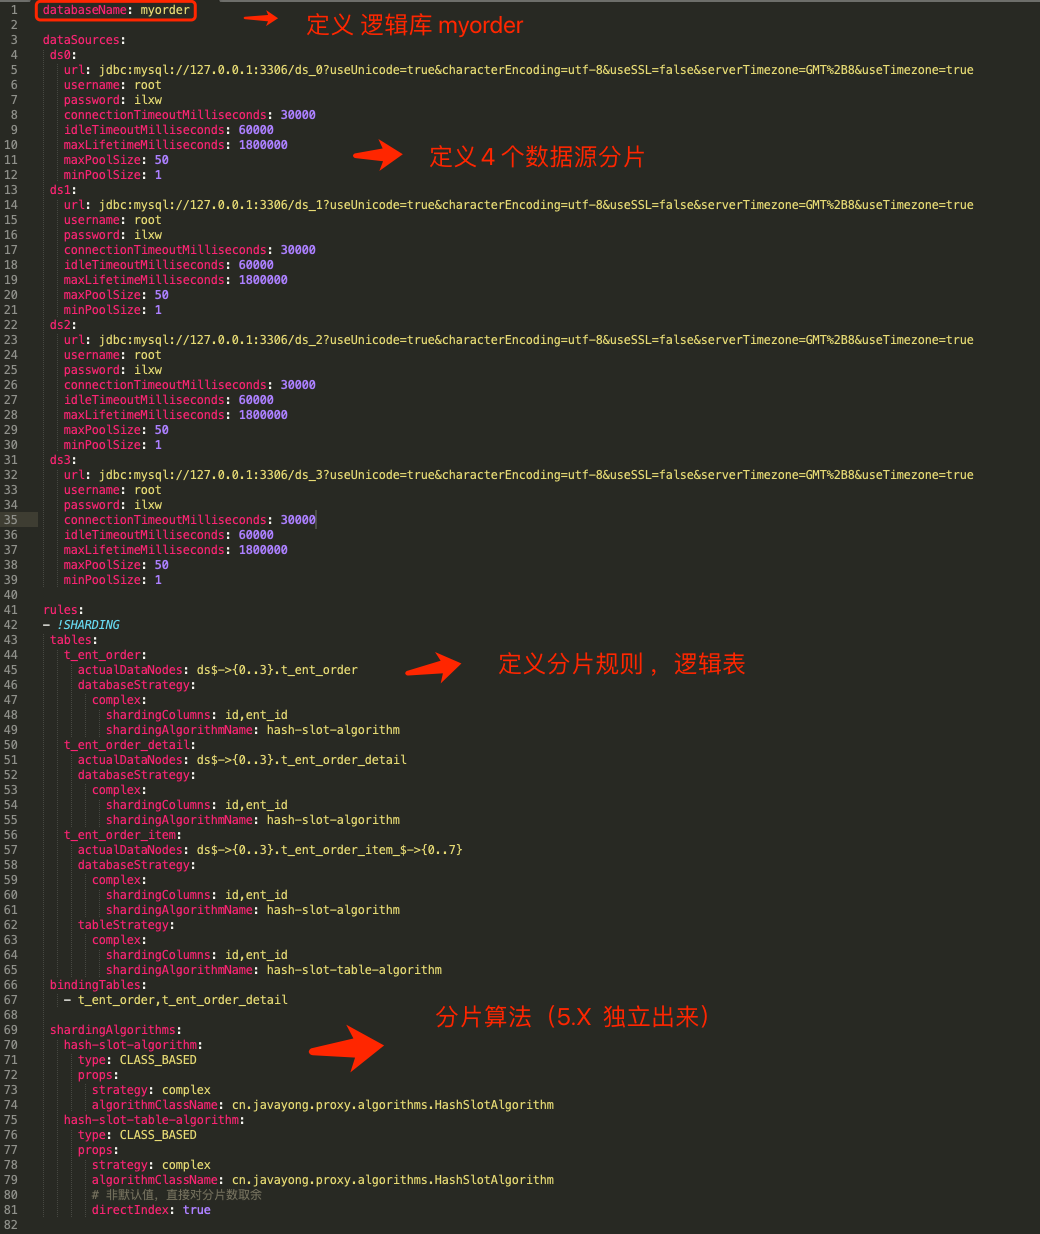 1 databaseName: myorder 定义 逻辑库 myorder
2
3 dataSources:
4 ds0:
5 url: jdbc:mysql://127.0.0.1:3306/ds_0?useUnicode=true&characterEncoding=utf-8&useSSL=false&serverTimezone=GMT%2B8&useTimezone=true
6 username: root
7 password: ilxw
8 connectionTimeoutMilliseconds: 30000
9 idleTimeoutMilliseconds: 60000
10 maxLifetimeMilliseconds: 1800000 定义 4 个数据源分片
11 maxPoolSize: 50
12 minPoolSize: 1
13 ds1:
14 url: jdbc:mysql://127.0.0.1:3306/ds_1?useUnicode=true&characterEncoding=utf-8&useSSL=false&serverTimezone=GMT%2B8&useTimezone=true
15 username: root
16 password: ilxw
17 connectionTimeoutMilliseconds: 30000
18 idleTimeoutMilliseconds: 60000
19 maxLifetimeMilliseconds: 1800000
20 maxPoolSize: 50
21 minPoolSize: 1
22 ds2:
23 url: jdbc:mysql://127.0.0.1:3306/ds_2?useUnicode=true&characterEncoding=utf-8&useSSL=false&serverTimezone=GMT%2B8&useTimezone=true
24 username: root
25 password: ilxw
26 connectionTimeoutMilliseconds: 30000
27 idleTimeoutMilliseconds: 60000
28 maxLifetimeMilliseconds: 1800000
29 maxPoolSize: 50
30 minPoolSize: 1
31 ds3:
32 url: jdbc:mysql://127.0.0.1:3306/ds_3?useUnicode=true&characterEncoding=utf-8&useSSL=false&serverTimezone=GMT%2B8&useTimezone=true
33 username: root
34 password: ilxw
35 connectionTimeoutMilliseconds: 30000
36 idleTimeoutMilliseconds: 60000
37 maxLifetimeMilliseconds: 1800000
38 maxPoolSize: 50
39 minPoolSize: 1
40
41 rules:
42 - !SHARDING
43 tables:
44 t_ent_order:
45 actualDataNodes: ds$->{0..3}.t_ent_order 定义分片规则 ，逻辑表
46 databaseStrategy:
47 complex:
48 shardingColumns: id,ent_id
49 shardingAlgorithmName: hash-slot-algorithm
50 t_ent_order_detail:
51 actualDataNodes: ds$->{0..3}.t_ent_order_detail
52 databaseStrategy:
53 complex:
54 shardingColumns: id,ent_id
55 shardingAlgorithmName: hash-slot-algorithm
56 t_ent_order_item:
57 actualDataNodes: ds$->{0..3}.t_ent_order_item_$->{0..7}
58 databaseStrategy:
59 complex:
60 shardingColumns: id,ent_id
61 shardingAlgorithmName: hash-slot-algorithm
62 tableStrategy:
63 complex:
64 shardingColumns: id,ent_id
65 shardingAlgorithmName: hash-slot-table-algorithm
66 bindingTables:
67 - t_ent_order,t_ent_order_detail
68 分片算法（5.X 独立出来）
69 shardingAlgorithms:
70 hash-slot-algorithm:
71 type: CLASS_BASED
72 props:
73 strategy: complex
74 algorithmClassName: cn.javayong.proxy.algorithms.HashSlotAlgorithm
75 hash-slot-table-algorithm:
76 type: CLASS_BASED
77 props:
78 strategy: complex
79 algorithmClassName: cn.javayong.proxy.algorithms.HashSlotAlgorithm
80 # 非默认值，直接对分片数取余
81 directIndex: true
82